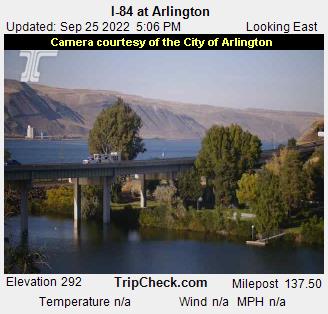 I-84 at Arlington
Updated: Sep 25 2022 5:06 PM Looking East
Camera courtesy of the City of Arlington
Elevation 292 TripCheck.com Milepost 137.50
Temperature n/a Wind n/a MPH n/a